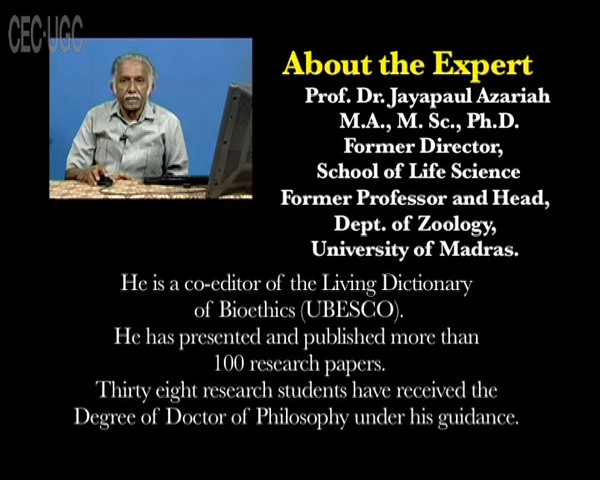 CEC-UGC
About the Expert
Prof. Dr. Jayapaul Azariah
M.A., M. Sc., Ph.D.
Former Director,
School of Life Science
Former Professor and Head,
Dept. of Zoology,
University of Madras.
He is a co-editor of the Living Dictionary
of Bioethics (UBESCO).
He has presented and published more than
100 research papers.
Thirty eight research students have received the
Degree of Doctor of Philosophy under his guidance.